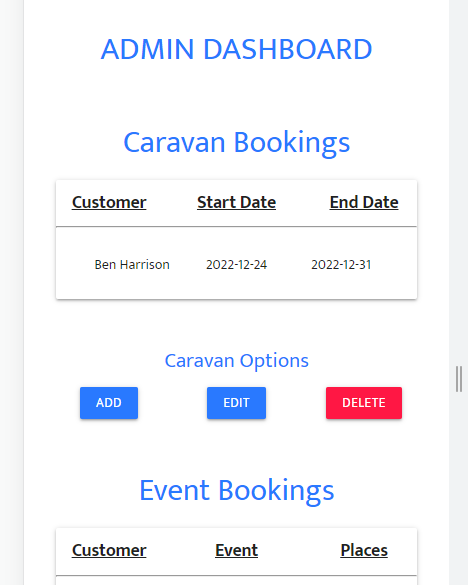 ADMIN DASHBOARD
Caravan Bookings
Customer Start Date End Date
Ben Harrison 2022-12-24 2022-12-31
Caravan Options
ADD EDIT DELETE
Event Bookings
Customer Event Places